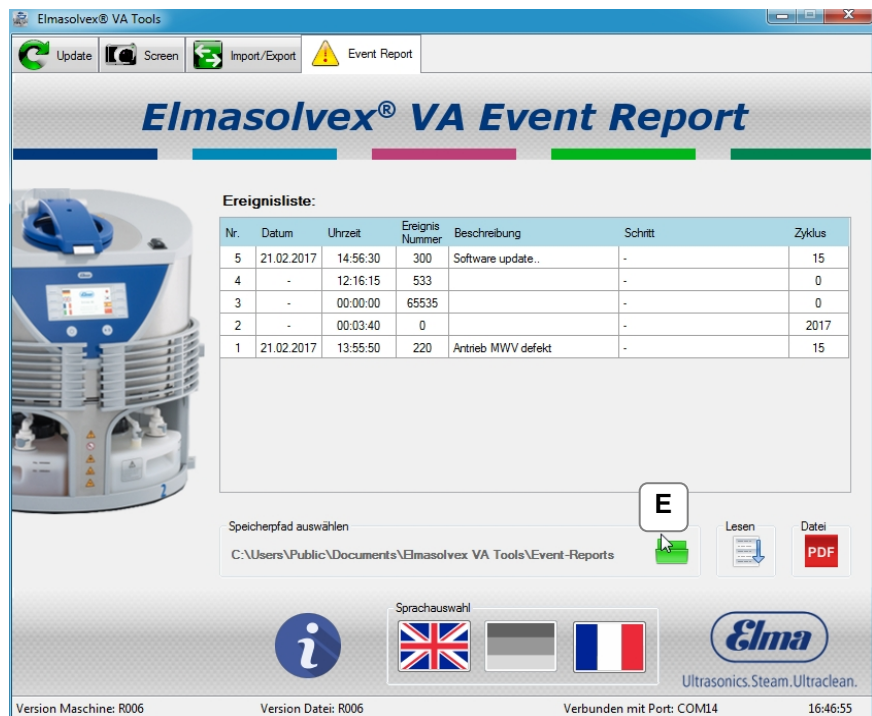 Elmasolvex® VA Tools
Update Screen Import/Export Event Report
Elmasolvex® VA Event Report
Ereignisliste:
Nr. Datum Uhrzeit Ereignis Nummer Beschreibung Schritt Zyklus
5 21.02.2017 14:56:30 300 Software update.. - 15
4 - 12:16:15 533 - 0
3 - 00:00:00 65535 - 0
2 - 00:03:40 0 - 2017
1 21.02.2017 13:55:50 220 Antrieb MWV defekt - 15
E
Speicherpfad auswählen Lesen Datei
C:\Users\Public\Documents\Elmasolvex VA Tools\Event-Reports PDF
Sprachauswahl
i
Elma
Ultrasonics.Steam.Ultraclean.
2
Version Maschine: R006 Version Datei: R006 Verbunden mit Port: COM14 16:46:55